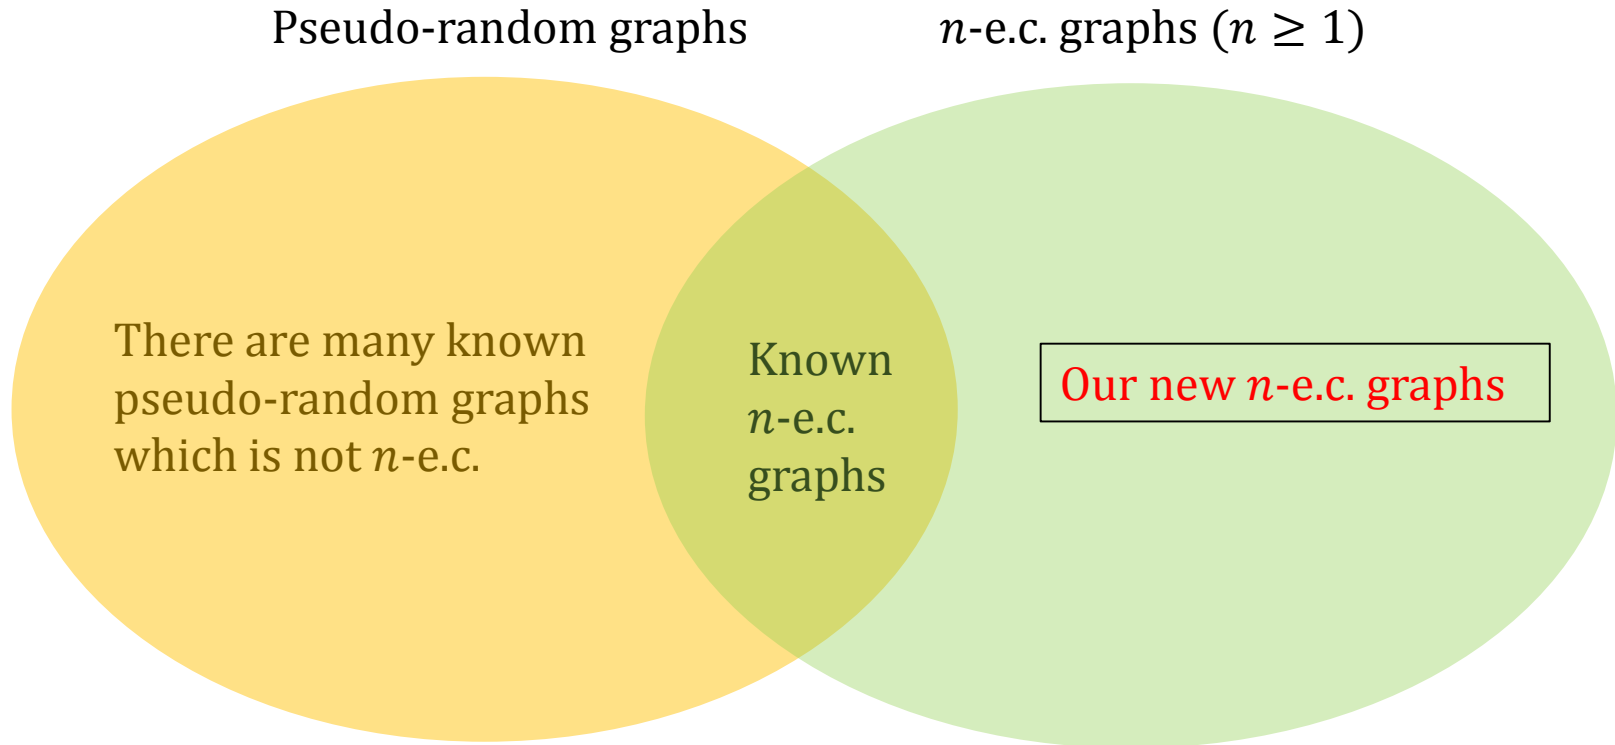 Pseudo-random graphs
n-e.c. graphs (n ≥ 1)
There are many known
pseudo-random graphs
which is not n-e.c.
Known
n-e.c.
graphs
Our new n-e.c. graphs